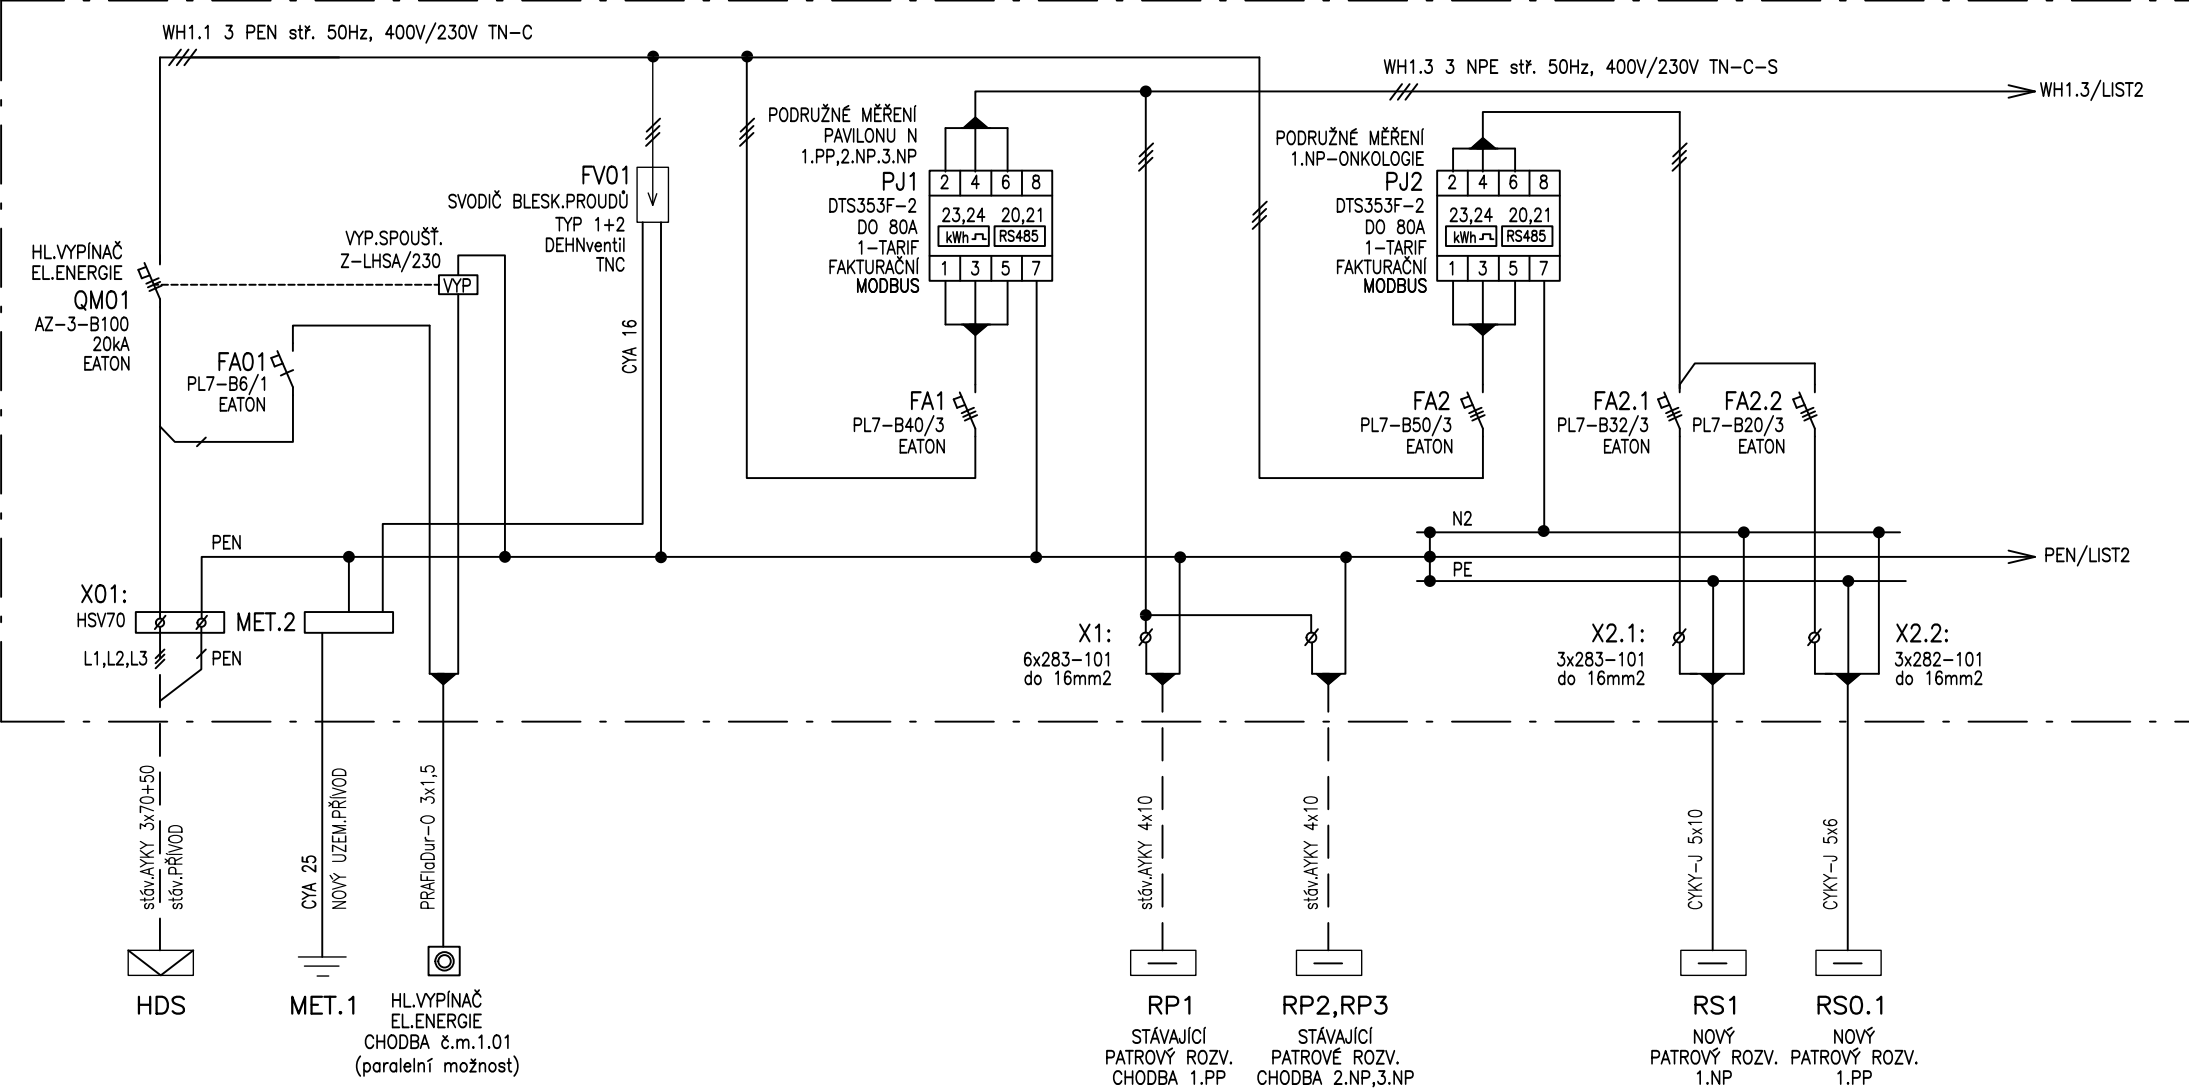 WH1.1 3 PEN stř. 50Hz, 400V/230V TN-C
WH1.3 3 NPE stř. 50Hz, 400V/230V TN-C-S
WH1.3/LIST2
HL.VYPÍNAČ
EL.ENERGIE
QM01
AZ-3-B100
20kA
EATON
FA01
PL7-B6/1
EATON
VYP.SPOUŠŤ.
Z-LHSA/230
VYP
FV01
SVODIČ BLESK.PROUDŮ
TYP 1+2
DEHNventil
TNC
CYA 16
PODRUŽNÉ MĚŘENÍ
PAVILONU N
1.PP,2.NP.3.NP
PJ1
DTS353F-2
DO 80A
1-TARIF
FAKTURAČNÍ
MODBUS
2 4 6 8
23,24 20,21
kWh RS485
1 3 5 7
FA1
PL7-B40/3
EATON
PODRUŽNÉ MĚŘENÍ
1.NP-ONKOLOGIE
PJ2
DTS353F-2
DO 80A
1-TARIF
FAKTURAČNÍ
MODBUS
2 4 6 8
23,24 20,21
kWh RS485
1 3 5 7
FA2
PL7-B50/3
EATON
FA2.1
PL7-B32/3
EATON
FA2.2
PL7-B20/3
EATON
N2
PEN
PEN/LIST2
PE
X01:
HSV70
MET.2
L1,L2,L3
PEN
X1:
6x283-101
do 16mm2
X2.1:
3x283-101
do 16mm2
X2.2:
3x282-101
do 16mm2
stáv.AYKY 3x70+50
stáv.PŘÍVOD
CYA 25
NOVÝ UZEM.PŘÍVOD
PRAFlaDur-O 3x1,5
stáv.AYKY 4x10
stáv.AYKY 4x10
CYKY-J 5x10
CYKY-J 5x6
HDS
MET.1
HL.VYPÍNAČ
EL.ENERGIE
CHODBA č.m.1.01
(paralelní možnost)
RP1
STÁVAJÍCÍ
PATROVÝ ROZV.
CHODBA 1.PP
RP2,RP3
STÁVAJÍCÍ
PATROVÉ ROZV.
CHODBA 2.NP,3.NP
RS1
NOVÝ
PATROVÝ ROZV.
1.NP
RS0.1
NOVÝ
PATROVÝ ROZV.
1.PP